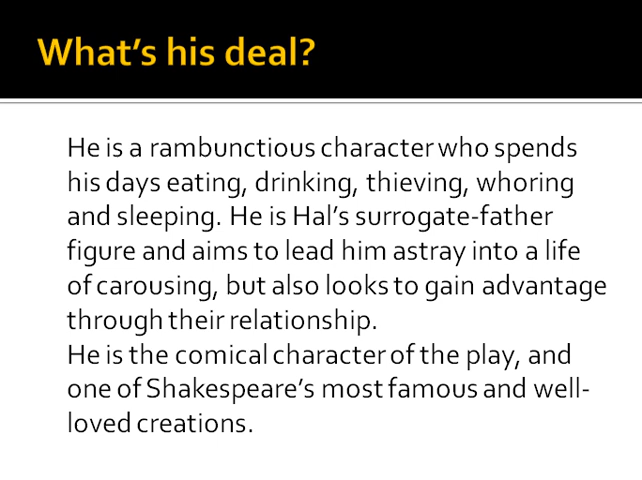 What's his deal?
He is a rambunctious character who spends
his days eating, drinking, thieving, whoring
and sleeping. He is Hal's surrogate-father
figure and aims to lead him astray into a life
of carousing, but also looks to gain advantage
through their relationship.
He is the comical character of the play, and
one of Shakespeare's most famous and well-
loved creations.